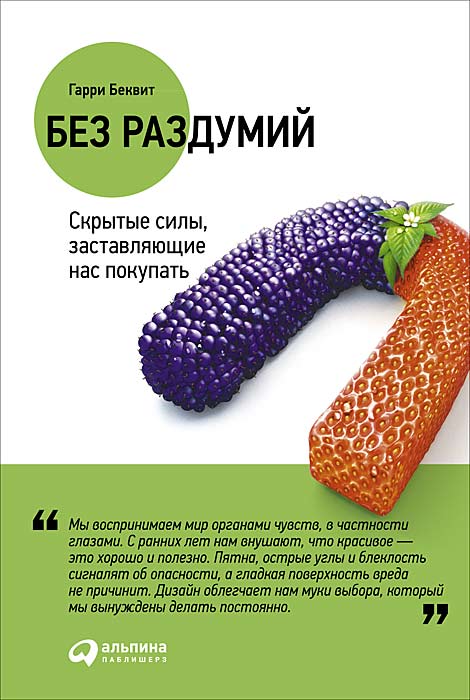 Гарри Беквит
БЕЗ РАЗДУМИЙ
Скрытые силы,
заставляющие
нас покупать
“ Мы воспринимаем мир органами чувств, в частности
глазами. С ранних лет нам внушают, что красивое —
это хорошо и полезно. Пятна, острые углы и блеклость
сигналят об опасности, а гладкая поверхность вреда
не причинит. Дизайн облегчает нам муки выбора, который
мы вынуждены делать постоянно. ”
альпина
ПАБЛИШЕРЗ